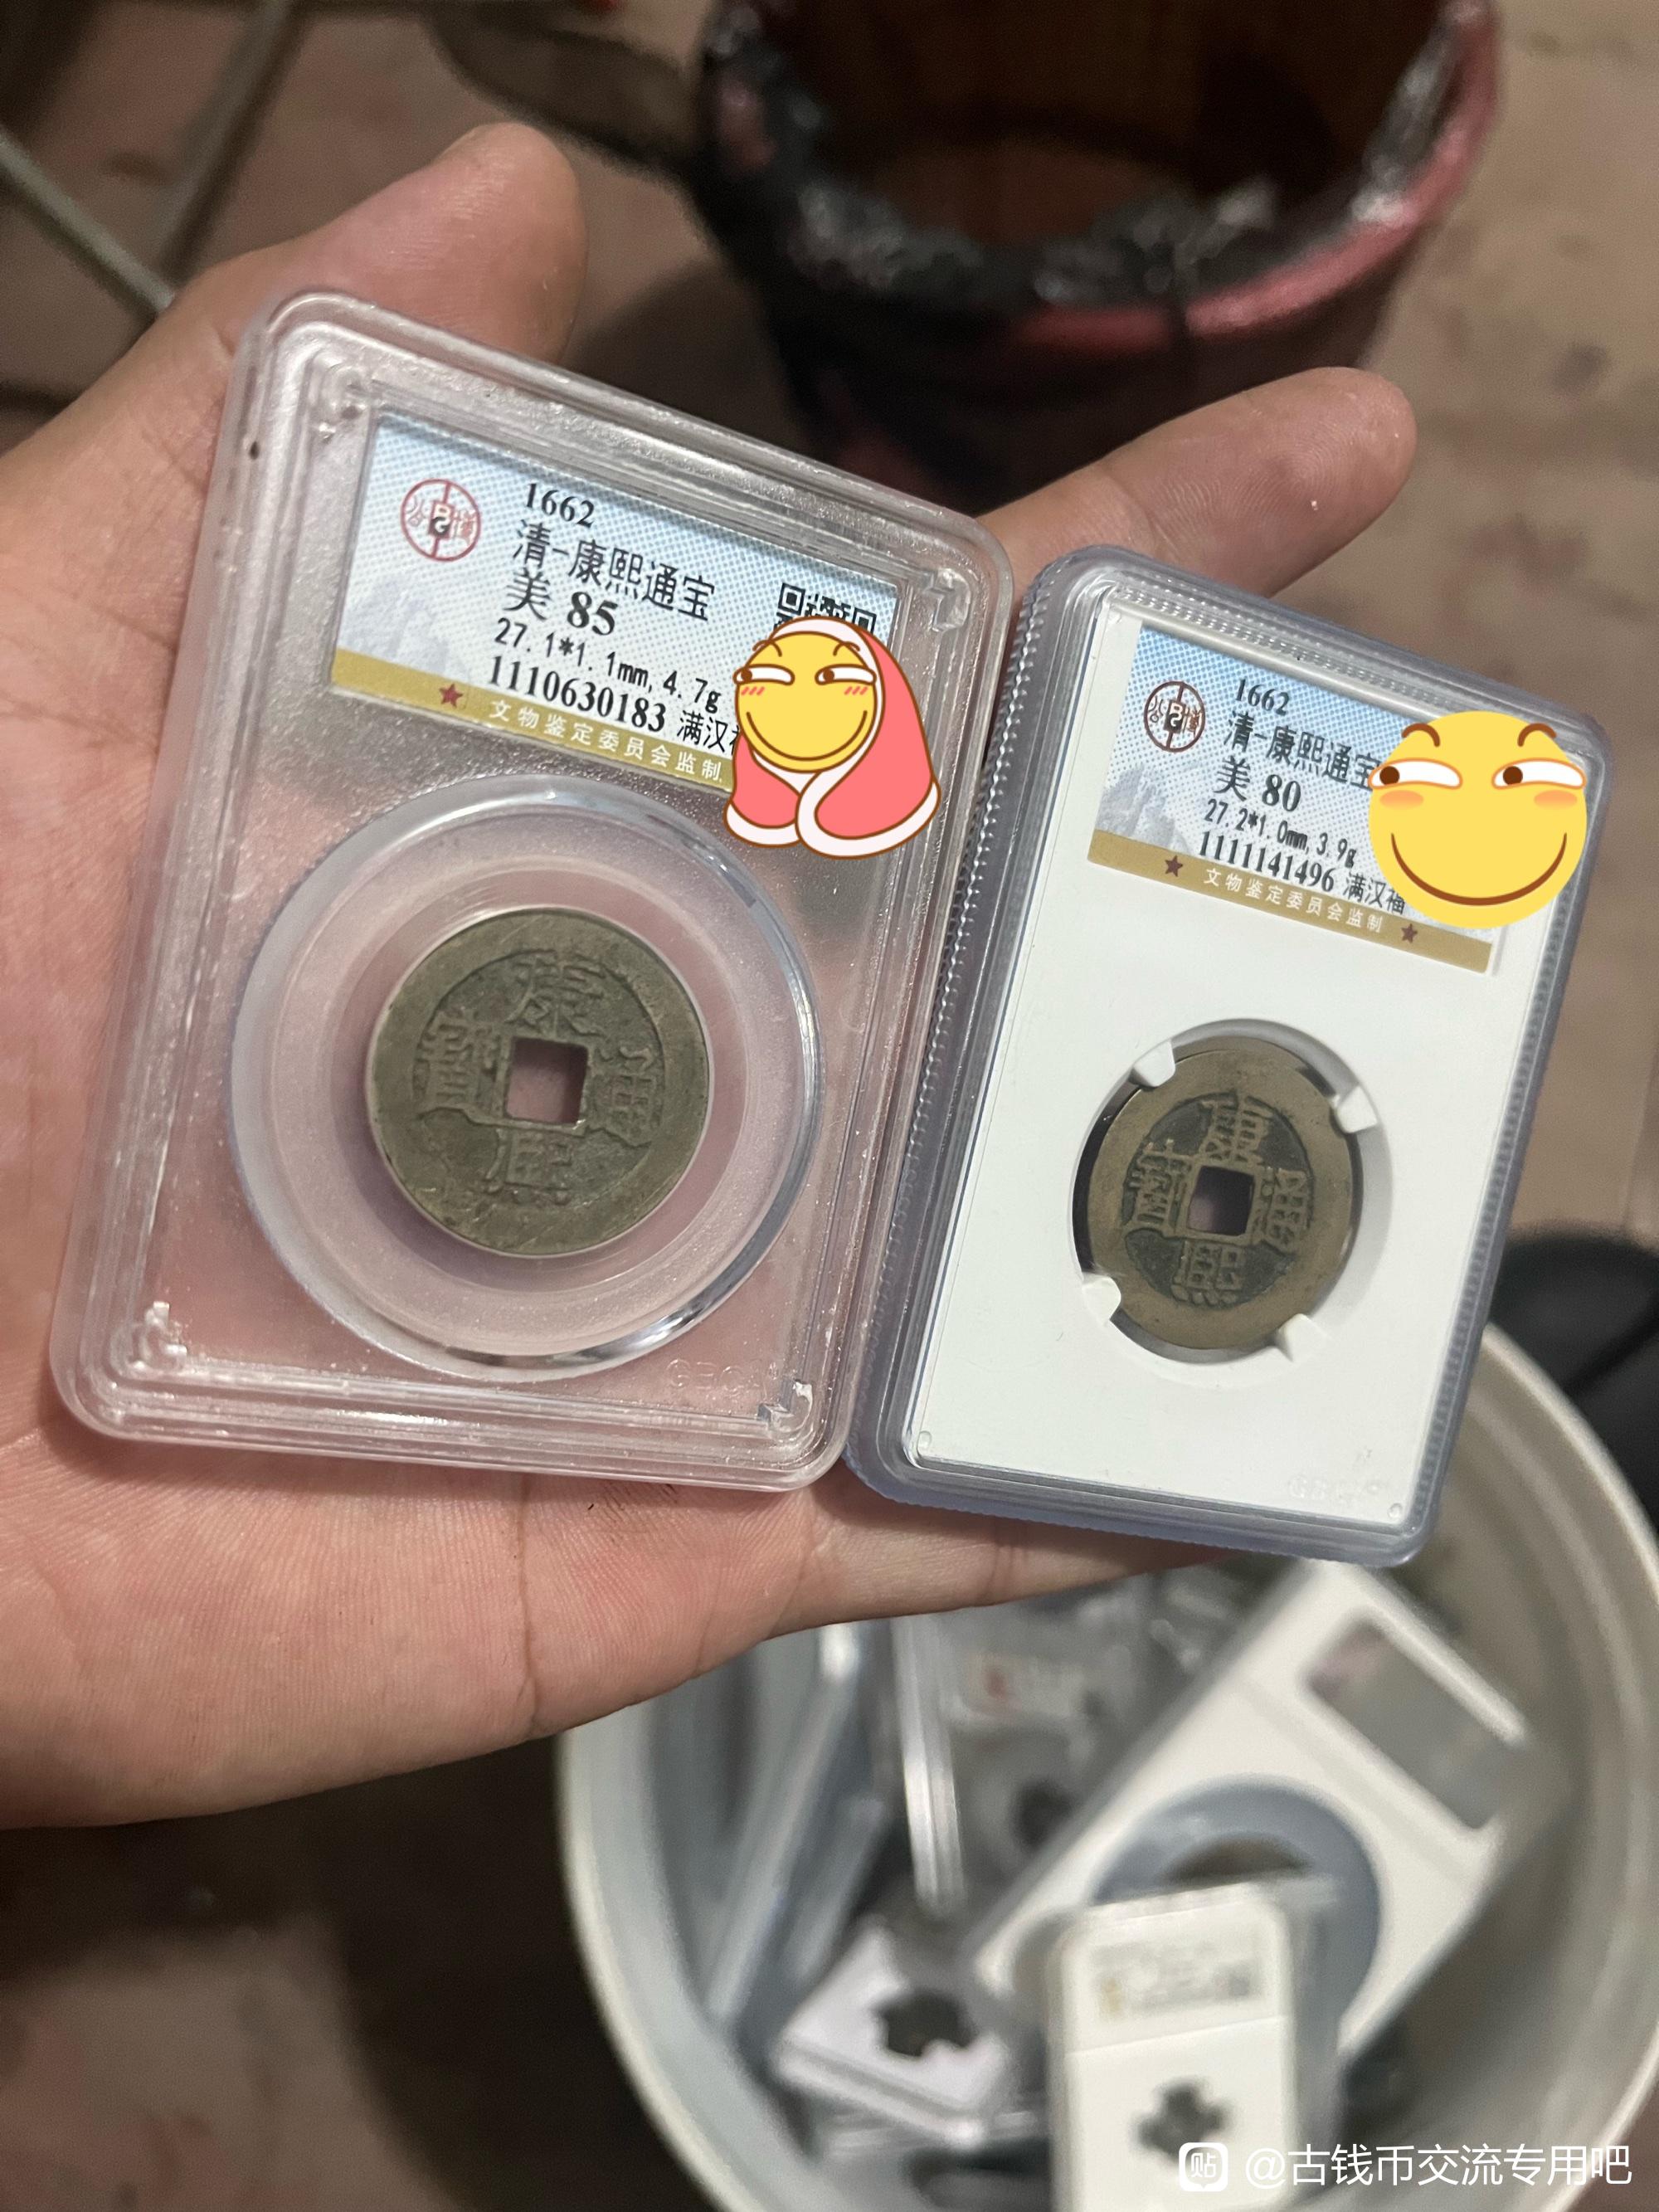 1662
清-康熙通宝
美 85
27.1*1.1mm,4.7g
1110630183 满汉福
文物鉴定委员会监制
康熙通寶
1662
清-康熙通宝
美 80
27.2*1.0mm,3.9g
1111141496 满汉福
文物鉴定委员会监制
康熙通寶
贴 @古钱币交流专用吧